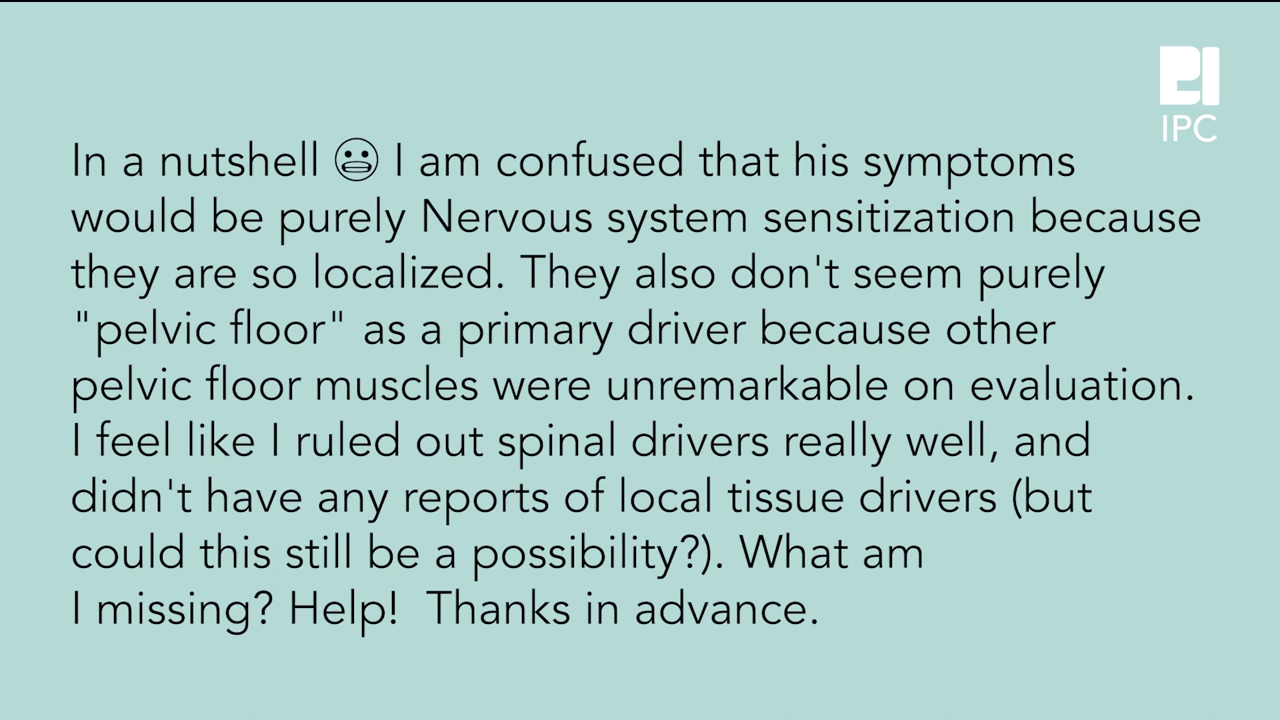 IPC
In a nutshell 😬 I am confused that his symptoms
would be purely Nervous system sensitization because
they are so localized. They also don't seem purely
"pelvic floor" as a primary driver because other
pelvic floor muscles were unremarkable on evaluation.
I feel like I ruled out spinal drivers really well, and
didn't have any reports of local tissue drivers (but
could this still be a possibility?). What am
I missing? Help!  Thanks in advance.